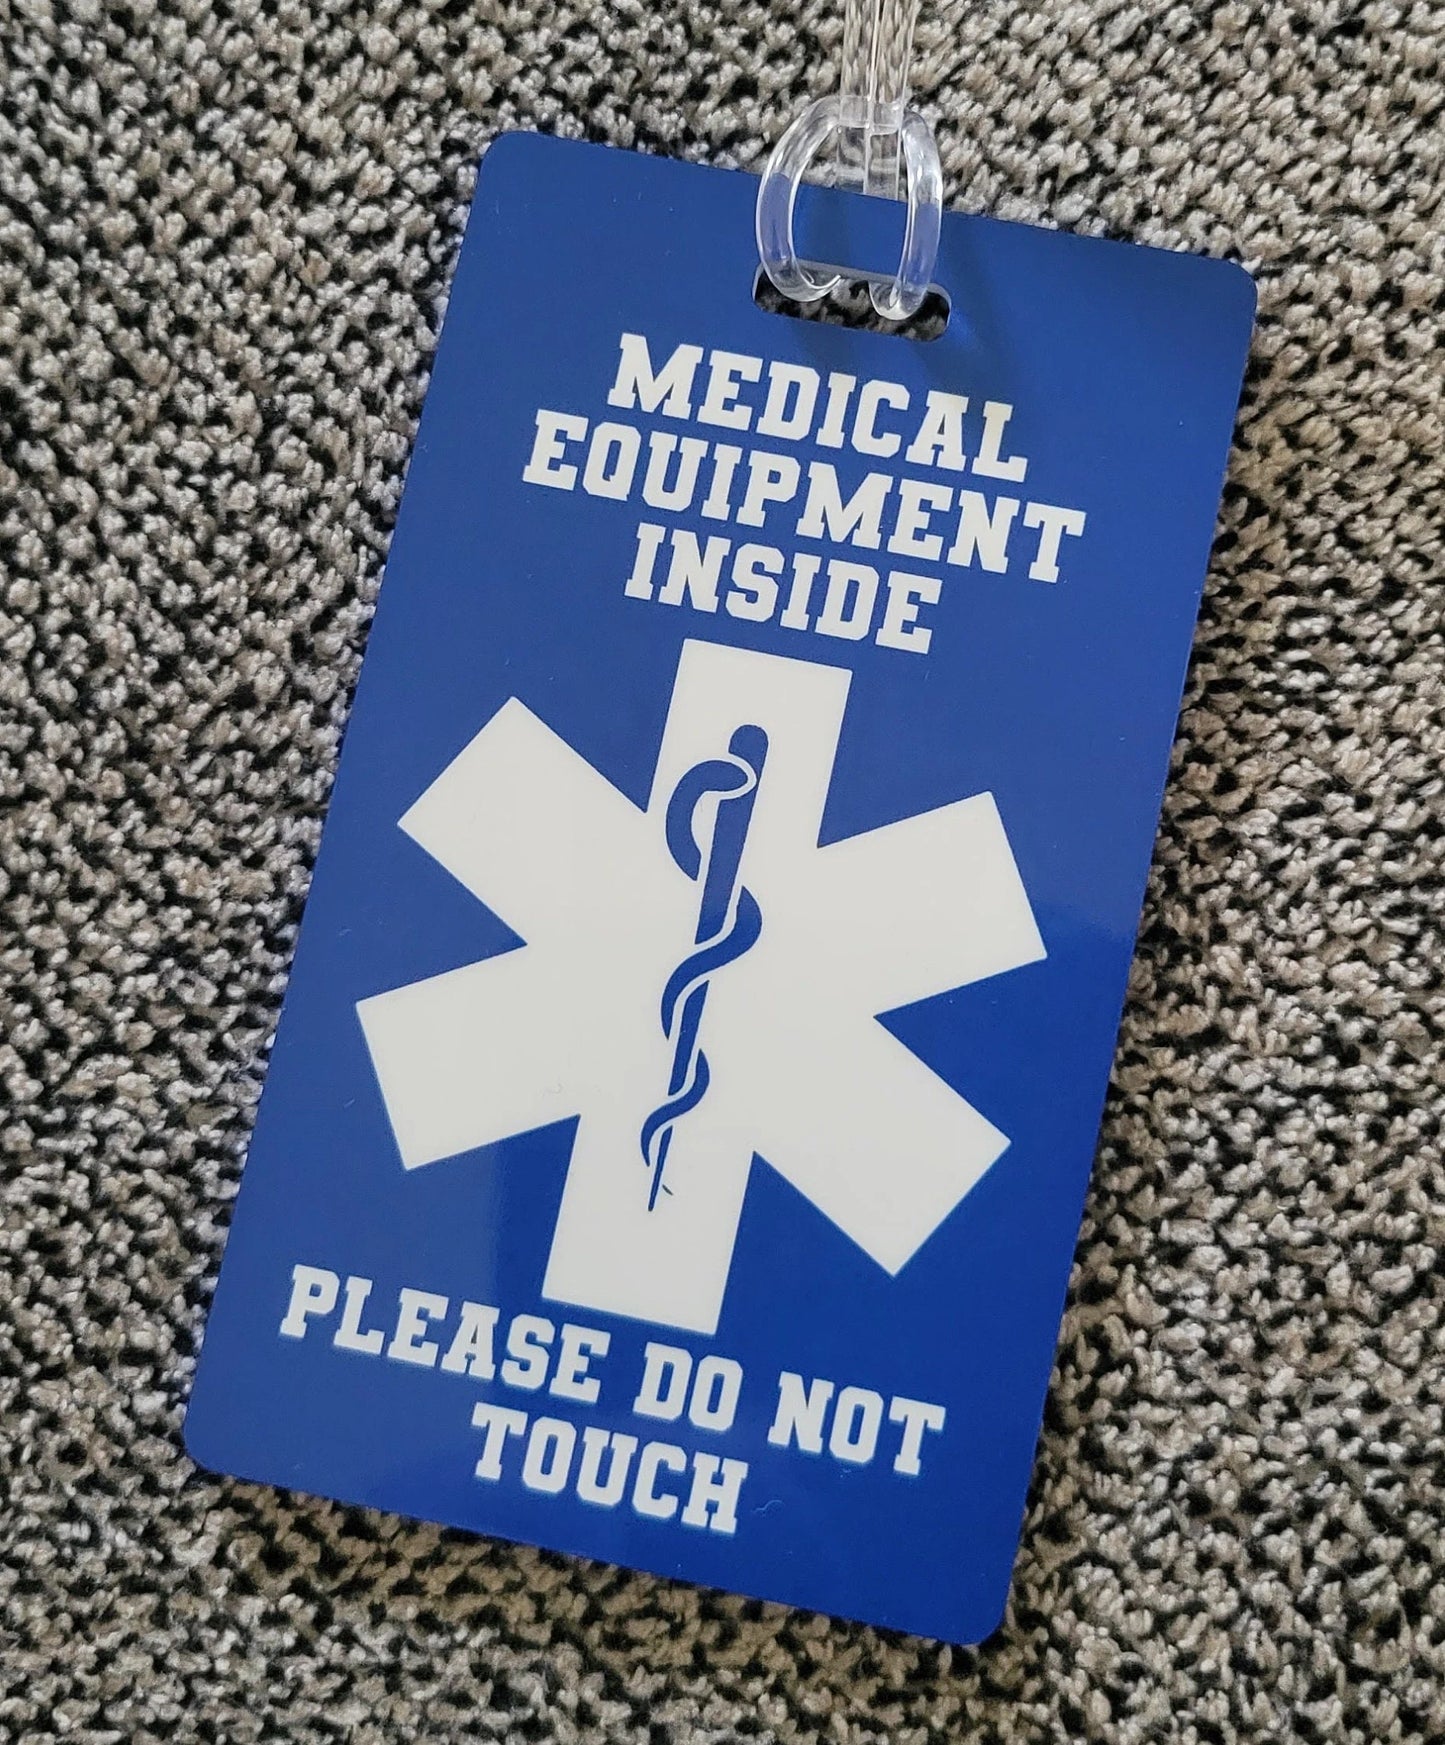 MEDICAL
EQUIPMENT
INSIDE
PLEASE DO NOT
TOUCH